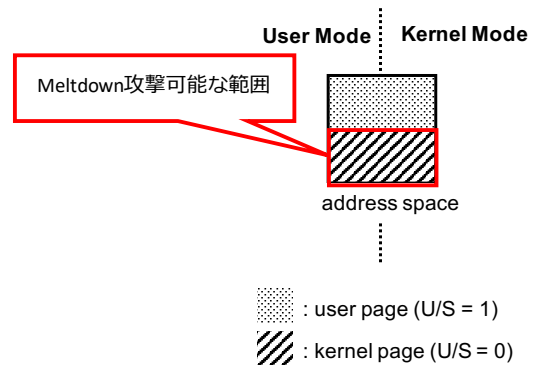 User Mode
Kernel Mode
Meltdown攻撃可能な範囲
address space
: user page (U/S = 1)
: kernel page (U/S = 0)